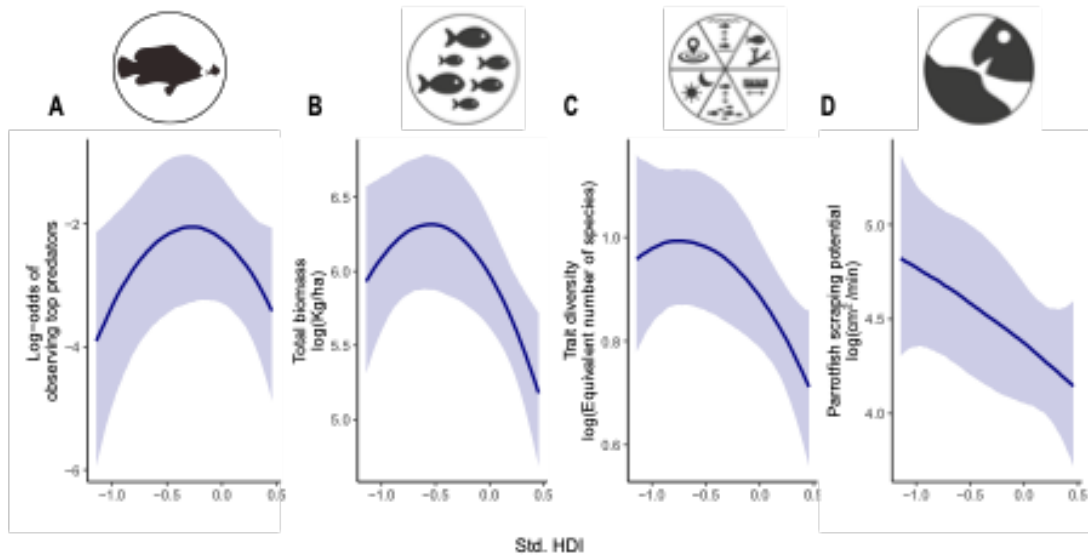 A
B
C
D
Log-odds of
observing top predators
-2
-4
-6
-1.0
-0.5
0.0
0.5
Total biomass
log(Kg/ha)
6.5
6.0
5.5
5.0
-1.0
-0.5
0.0
0.5
Trait diversity
log(Equivalent number of species)
1.0
0.8
0.6
-1.0
-0.5
0.0
0.5
Parrotfish scraping potential
log(cm²/min)
5.0
4.5
4.0
-1.0
-0.5
0.0
0.5
Std. HDI